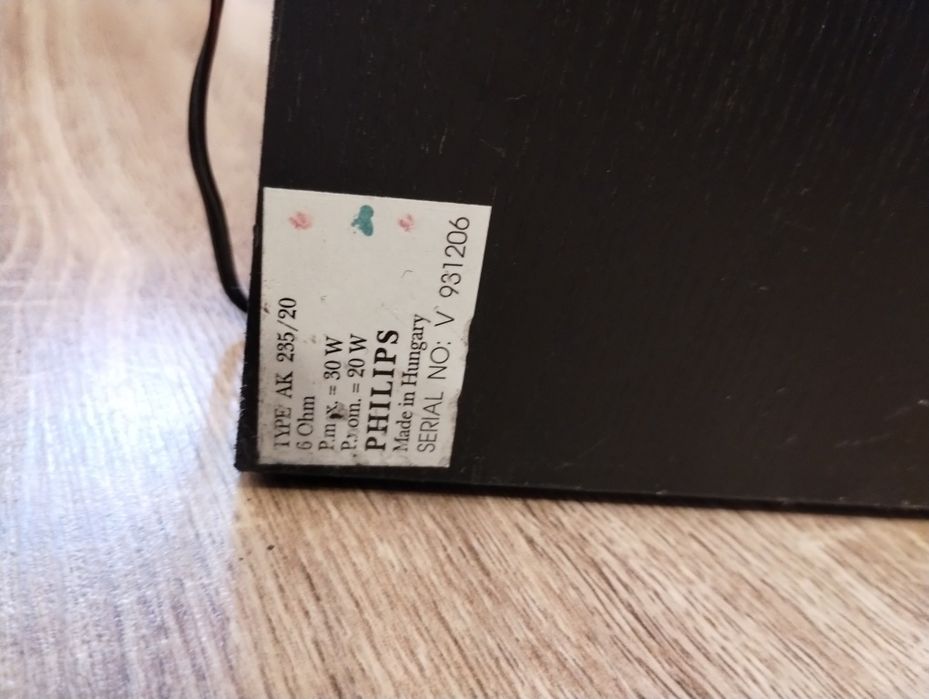 TYPE AK 235/20
6 Ohm
P.max. = 30 W
P.nom. = 20 W
PHILIPS
Made in Hungary
SERIAL NO: V 931206